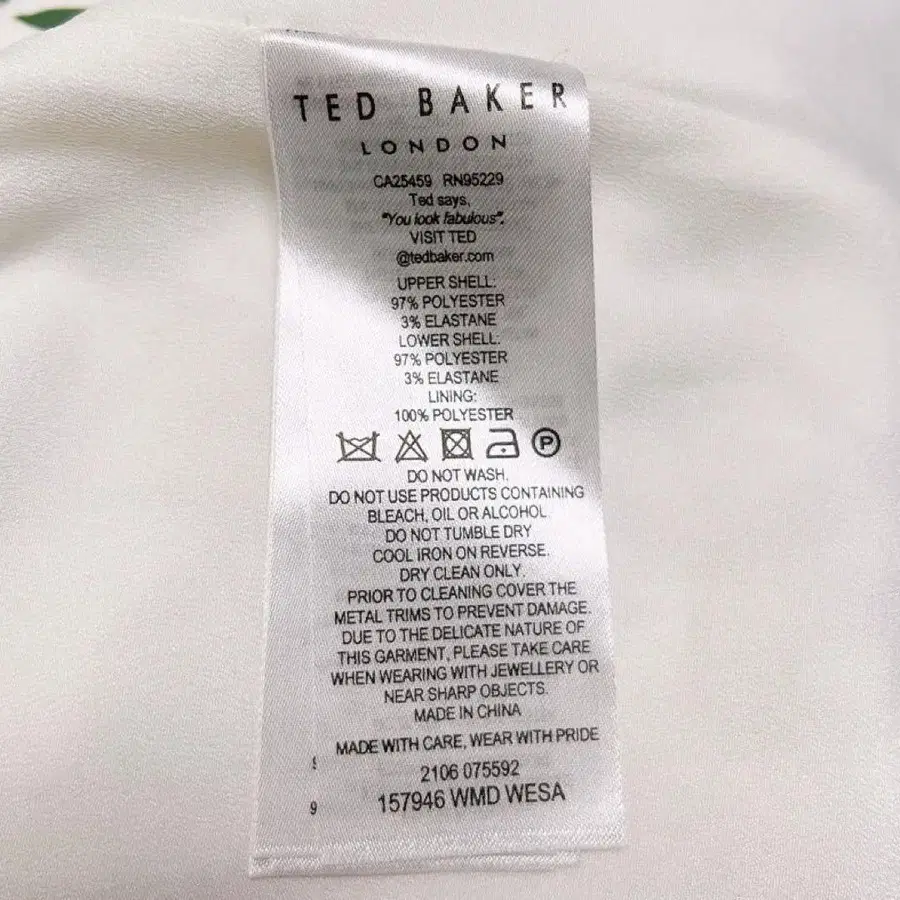 TED BAKER
LONDON
CA25459 RN95229
Ted says,
"You look fabulous".
VISIT TED
@tedbaker.com
UPPER SHELL:
97% POLYESTER
3% ELASTANE
LOWER SHELL:
97% POLYESTER
3% ELASTANE
LINING:
100% POLYESTER
P
DO NOT WASH.
DO NOT USE PRODUCTS CONTAINING
BLEACH, OIL OR ALCOHOL.
DO NOT TUMBLE DRY
COOL IRON ON REVERSE.
DRY CLEAN ONLY.
PRIOR TO CLEANING COVER THE
METAL TRIMS TO PREVENT DAMAGE.
DUE TO THE DELICATE NATURE OF
THIS GARMENT, PLEASE TAKE CARE
WHEN WEARING WITH JEWELLERY OR
NEAR SHARP OBJECTS.
MADE IN CHINA
MADE WITH CARE, WEAR WITH PRIDE
2106 075592
157946 WMD WESA
9